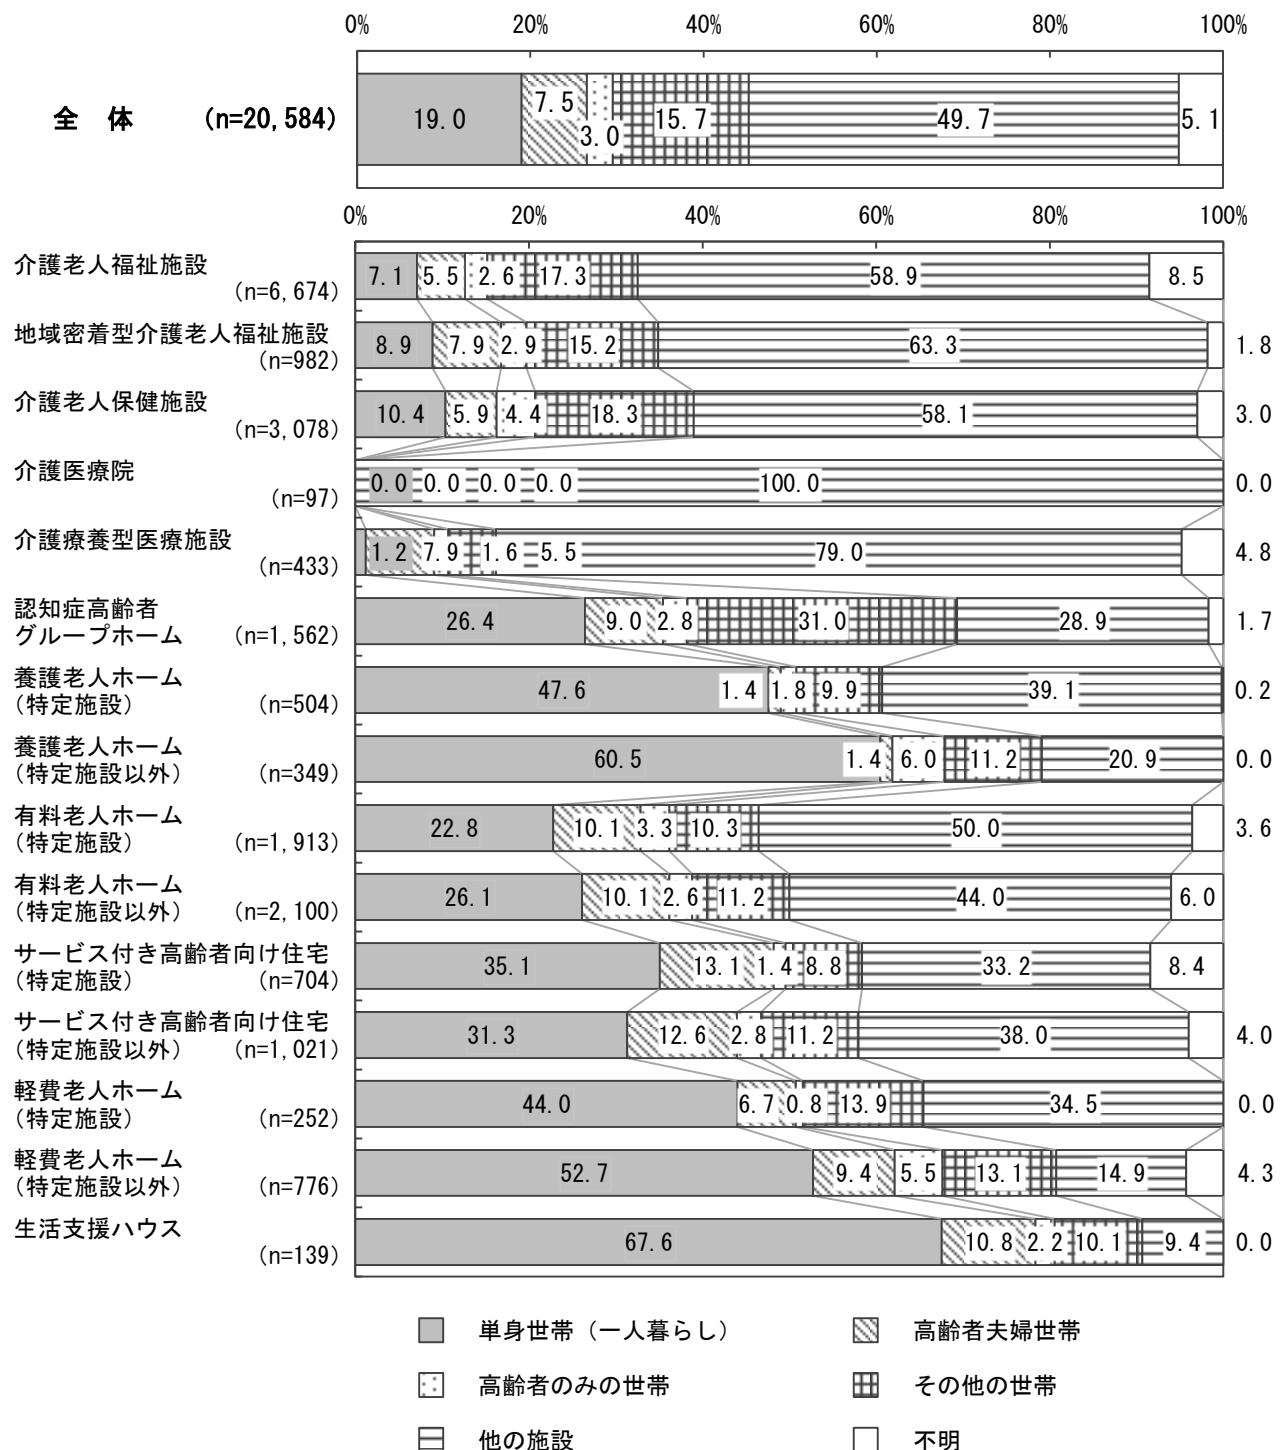 0% 20% 40% 60% 80% 100%
全 体 (n=20,584) 19.0 7.5 3.0 15.7 49.7 5.1
0% 20% 40% 60% 80% 100%
介護老人福祉施設
(n=6,674) 7.1 5.5 2.6 17.3 58.9 8.5
地域密着型介護老人福祉施設
(n=982) 8.9 7.9 2.9 15.2 63.3 1.8
介護老人保健施設
(n=3,078) 10.4 5.9 4.4 18.3 58.1 3.0
介護医療院
(n=97) 0.0 0.0 0.0 0.0 100.0 0.0
介護療養型医療施設
(n=433) 1.2 7.9 1.6 5.5 79.0 4.8
認知症高齢者
グループホーム (n=1,562) 26.4 9.0 2.8 31.0 28.9 1.7
養護老人ホーム
(特定施設) (n=504) 47.6 1.4 1.8 9.9 39.1 0.2
養護老人ホーム
(特定施設以外) (n=349) 60.5 1.4 6.0 11.2 20.9 0.0
有料老人ホーム
(特定施設) (n=1,913) 22.8 10.1 3.3 10.3 50.0 3.6
有料老人ホーム
(特定施設以外) (n=2,100) 26.1 10.1 2.6 11.2 44.0 6.0
サービス付き高齢者向け住宅
(特定施設) (n=704) 35.1 13.1 1.4 8.8 33.2 8.4
サービス付き高齢者向け住宅
(特定施設以外) (n=1,021) 31.3 12.6 2.8 11.2 38.0 4.0
軽費老人ホーム
(特定施設) (n=252) 44.0 6.7 0.8 13.9 34.5 0.0
軽費老人ホーム
(特定施設以外) (n=776) 52.7 9.4 5.5 13.1 14.9 4.3
生活支援ハウス
(n=139) 67.6 10.8 2.2 10.1 9.4 0.0
単身世帯(一人暮らし) 高齢者夫婦世帯
高齢者のみの世帯 その他の世帯
他の施設 不明